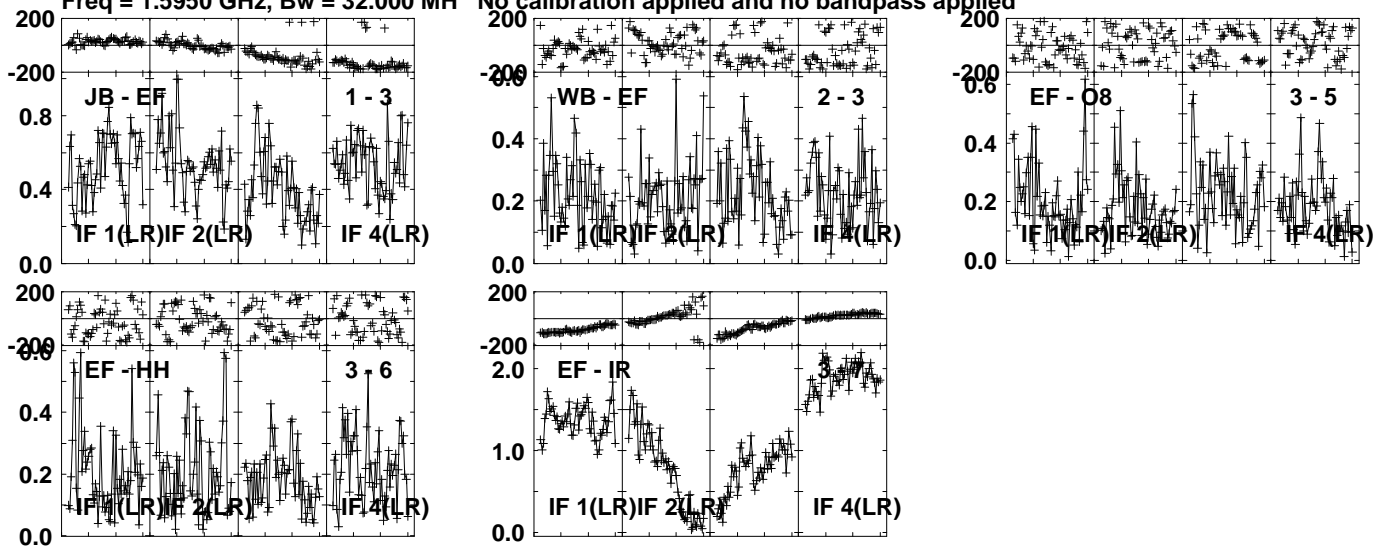 Freq = 1.5950 GHz, Bw = 32.000 MH No calibration applied and no bandpass applied
200 200 200
-200 -200 -200
0.6
JB - EF 1 - 3 WB - EF 2 - 3 EF - O8 3 - 5
0.6
0.8 0.4 0.4
0.4 0.2 0.2
IF 1(LR) IF 2(LR) IF 4(LR) IF 1(LR) IF 2(LR) IF 4(LR) IF 1(LR) IF 2(LR) IF 4(LR)
0.0 0.0 0.0
200 200
-200 -200
0.6
EF - HH 3 - 6 EF - IR 3 - 7
2.0
0.4
1.0
0.2
IF 1(LR) IF 2(LR) IF 4(LR) IF 1(LR) IF 2(LR) IF 4(LR)
0.0 0.0